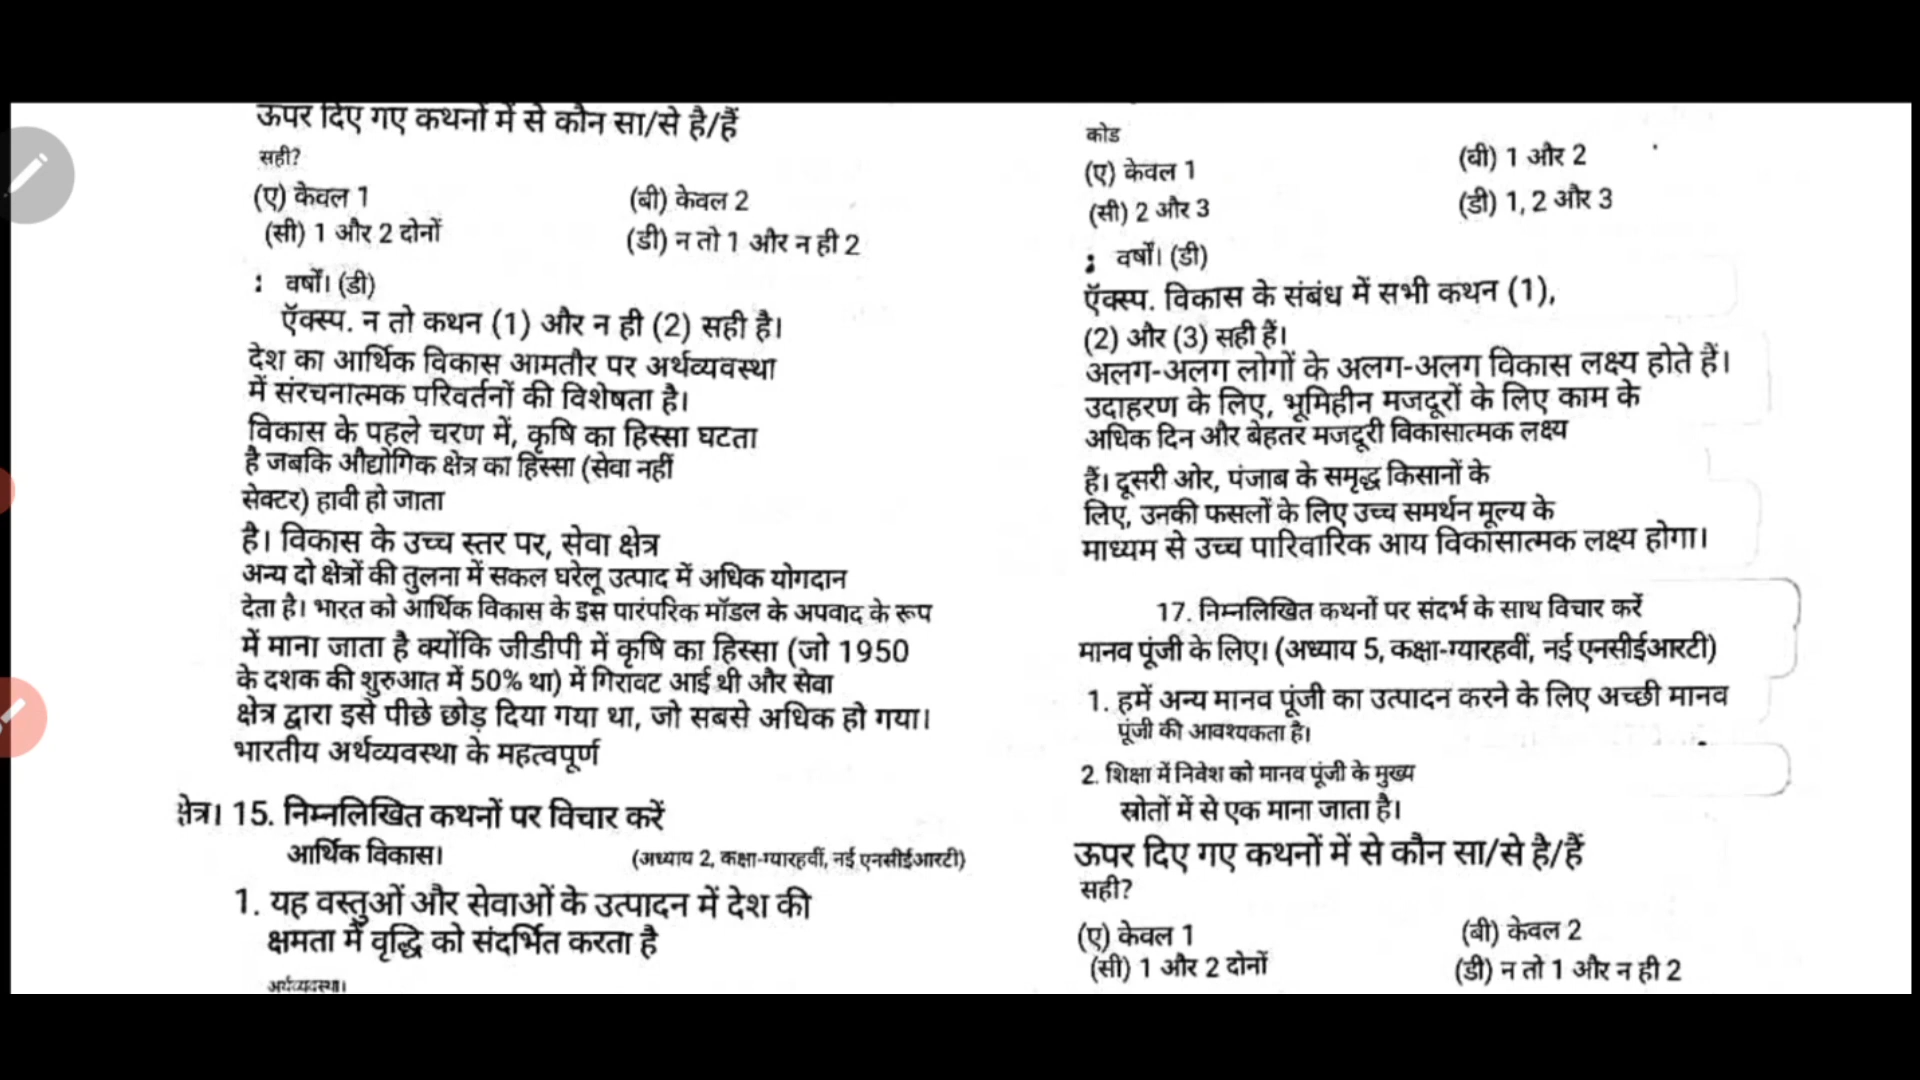 ऊपर दिए गए कथनों में से कौन सा/से है/हैं
सही?
(ए) केवल 1
(बी) केवल 2
(सी) 1 और 2 दोनों
(डी) न तो 1 और न ही 2
: वर्षों। (डी)
ऍक्स्प. न तो कथन (1) और न ही (2) सही है।
देश का आर्थिक विकास आमतौर पर अर्थव्यवस्था
में संरचनात्मक परिवर्तनों की विशेषता है।
विकास के पहले चरण में, कृषि का हिस्सा घटता
है जबकि औद्योगिक क्षेत्र का हिस्सा (सेवा नहीं
सेक्टर) हावी हो जाता
है। विकास के उच्च स्तर पर, सेवा क्षेत्र
अन्य दो क्षेत्रों की तुलना में सकल घरेलू उत्पाद में अधिक योगदान
देता है। भारत को आर्थिक विकास के इस पारंपरिक मॉडल के अपवाद के रूप
में माना जाता है क्योंकि जीडीपी में कृषि का हिस्सा (जो 1950
के दशक की शुरुआत में 50% था) में गिरावट आई थी और सेवा
क्षेत्र द्वारा इसे पीछे छोड़ दिया गया था, जो सबसे अधिक हो गया।
भारतीय अर्थव्यवस्था के महत्वपूर्ण
क्षेत्र। 15. निम्नलिखित कथनों पर विचार करें
आर्थिक विकास।
(अध्याय 2, कक्षा-ग्यारहवीं, नई एनसीईआरटी)
1. यह वस्तुओं और सेवाओं के उत्पादन में देश की
क्षमता में वृद्धि को संदर्भित करता है
अर्थव्यवस्था।
कोड
(ए) केवल 1
(बी) 1 और 2
(सी) 2 और 3
(डी) 1, 2 और 3
: वर्षों। (डी)
ऍक्स्प. विकास के संबंध में सभी कथन (1),
(2) और (3) सही हैं।
अलग-अलग लोगों के अलग-अलग विकास लक्ष्य होते हैं।
उदाहरण के लिए, भूमिहीन मजदूरों के लिए काम के
अधिक दिन और बेहतर मजदूरी विकासात्मक लक्ष्य
हैं। दूसरी ओर, पंजाब के समृद्ध किसानों के
लिए, उनकी फसलों के लिए उच्च समर्थन मूल्य के
माध्यम से उच्च पारिवारिक आय विकासात्मक लक्ष्य होगा।
17. निम्नलिखित कथनों पर संदर्भ के साथ विचार करें
मानव पूंजी के लिए। (अध्याय 5, कक्षा-ग्यारहवीं, नई एनसीईआरटी)
1. हमें अन्य मानव पूंजी का उत्पादन करने के लिए अच्छी मानव
पूंजी की आवश्यकता है।
2. शिक्षा में निवेश को मानव पूंजी के मुख्य
स्रोतों में से एक माना जाता है।
ऊपर दिए गए कथनों में से कौन सा/से है/हैं
सही?
(ए) केवल 1
(बी) केवल 2
(सी) 1 और 2 दोनों
(डी) न तो 1 और न ही 2